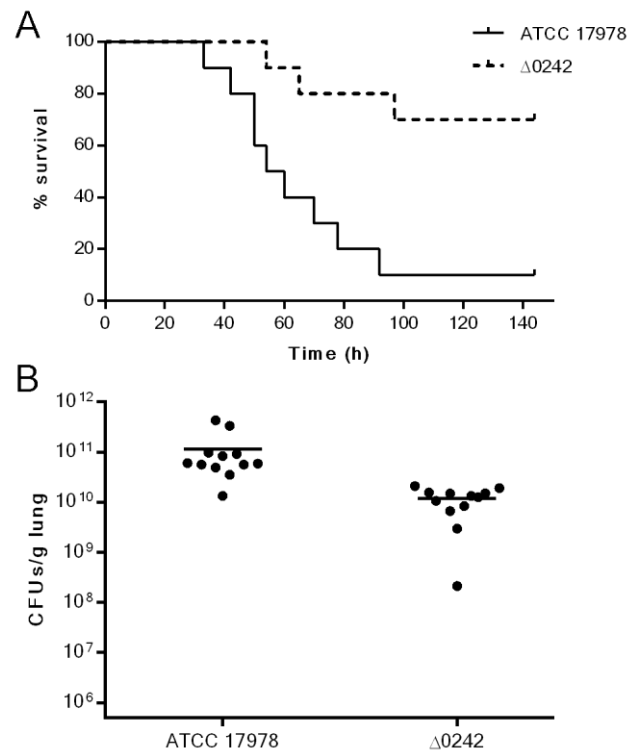 A
ATCC 17978
Δ0242
100
80
60
40
20
0
% survival
0 20 40 60 80 100 120 140
Time (h)
B
10¹²
10¹¹
10¹⁰
10⁹
10⁸
10⁷
10⁶
CFUs/g lung
ATCC 17978 Δ0242